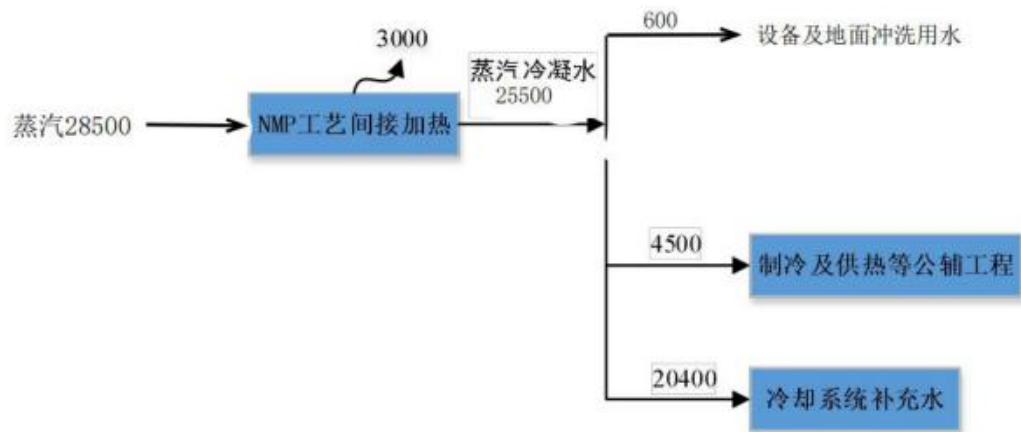 600
设备及地面冲洗用水
3000
蒸汽冷凝水
25500
蒸汽28500
NMP工艺间接加热
4500
制冷及供热等公辅工程
20400
冷却系统补充水